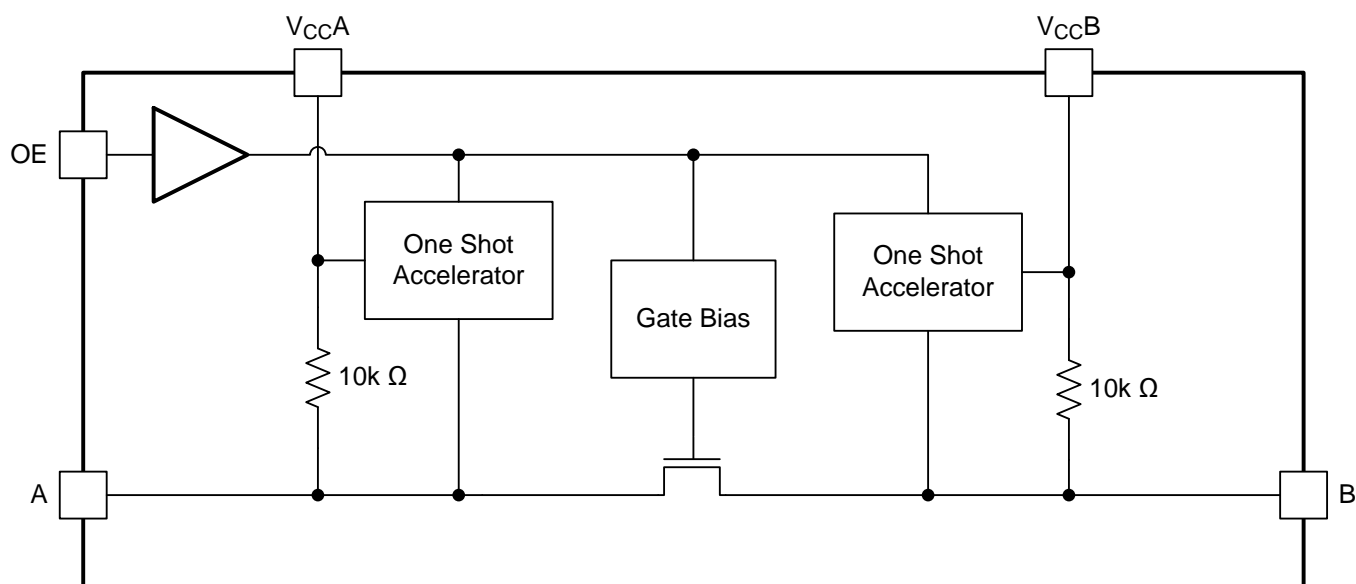 VCCA
VCCB
OE
One Shot
Accelerator
One Shot
Accelerator
Gate Bias
10k Ω
10k Ω
A
B